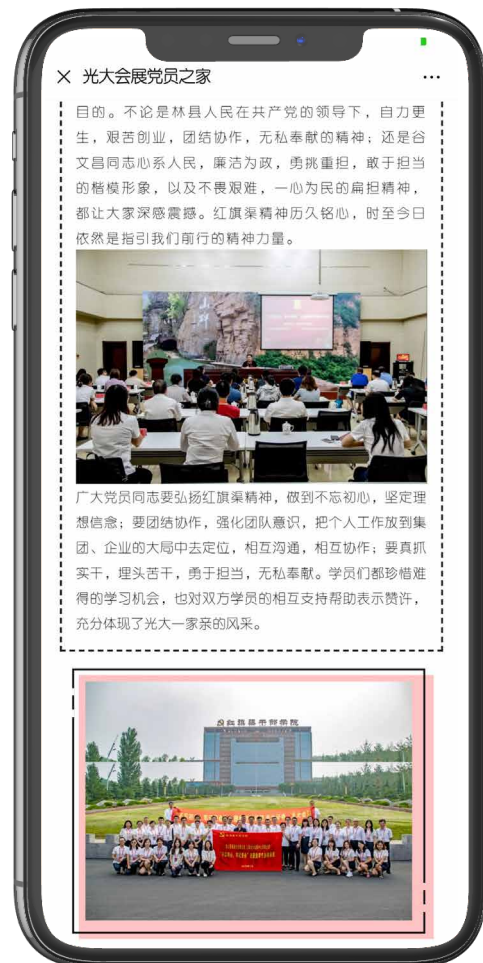 光大会展党员之家
目的。不论是林县人民在共产党的领导下，自力更
生，艰苦创业，团结协作，无私奉献的精神；还是谷
文昌同志心系人民，廉洁为政，勇挑重担，敢于担当
的楷模形象，以及不畏艰难，一心为民的扁担精神，
都让大家深感震撼。红旗渠精神历久铭心，时至今日
依然是指引我们前行的精神力量。
广大党员同志要弘扬红旗渠精神，做到不忘初心，坚定理
想信念；要团结协作，强化团队意识，把个人工作放到集
团、企业的大局中去定位，相互沟通，相互协作；要真抓
实干，埋头苦干，勇于担当，无私奉献。学员们都珍惜难
得的学习机会，也对双方学员的相互支持帮助表示赞许，
充分体现了光大一家亲的风采。
红旗渠干部学院